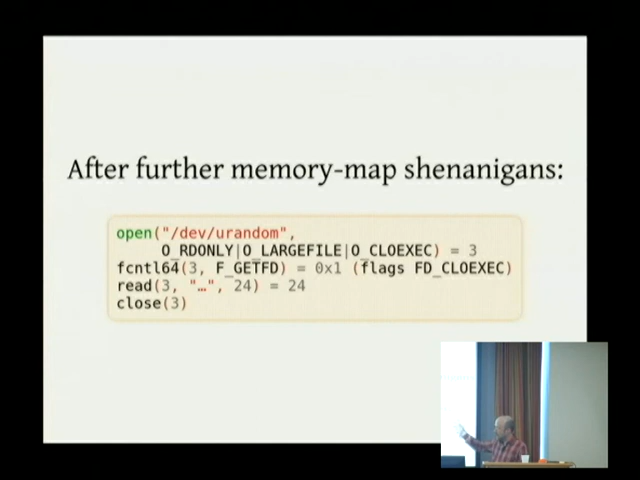 After further memory-map shenanigans:
open("/dev/urandom",
O_RDONLY|O_LARGEFILE|O_CLOEXEC) = 3
fcntl64(3, F_GETFD) = 0x1 (flags FD_CLOEXEC)
read(3, "…", 24) = 24
close(3)